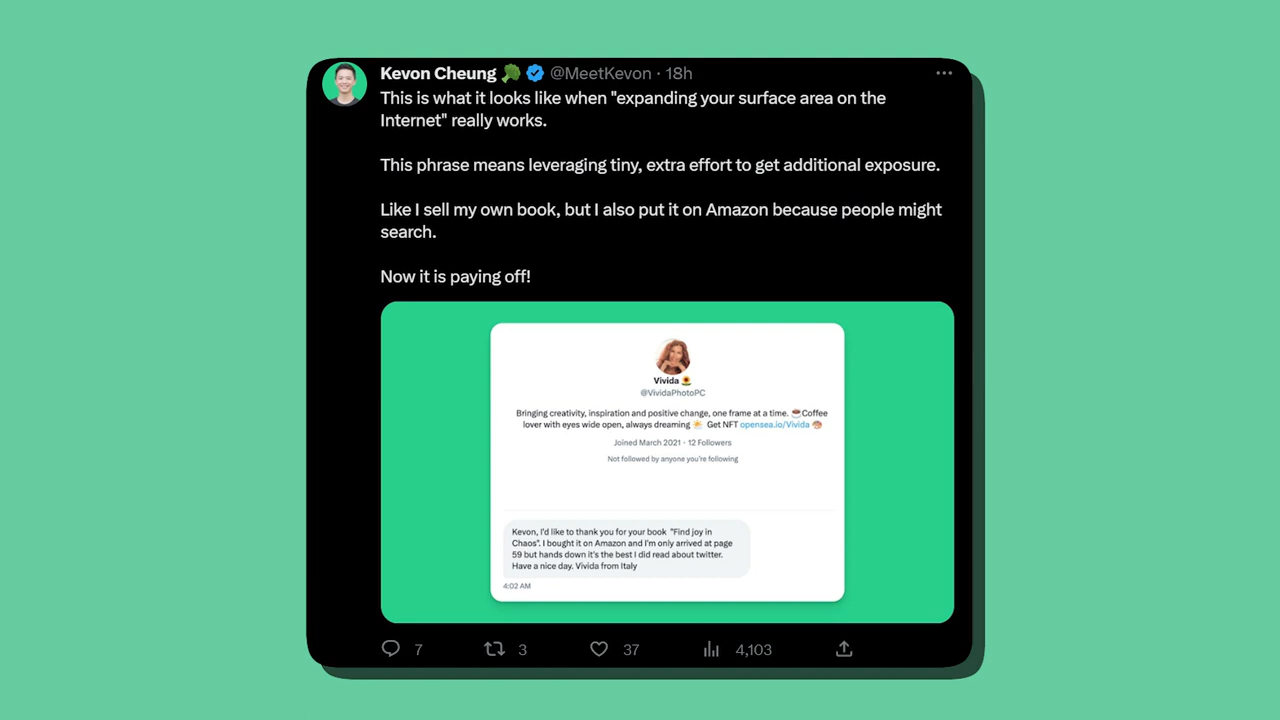 Kevon Cheung 🥦 @MeetKevon · 18h
This is what it looks like when "expanding your surface area on the
Internet" really works.
This phrase means leveraging tiny, extra effort to get additional exposure.
Like I sell my own book, but I also put it on Amazon because people might
search.
Now it is paying off!
Vivida 🌻
@VividaPhotoPC
Bringing creativity, inspiration and positive change, one frame at a time. ☕Coffee
lover with eyes wide open, always dreaming 🌤 Get NFT opensea.io/Vivida 🐡
Joined March 2021 · 12 Followers
Not followed by anyone you're following
Kevon, I'd like to thank you for your book "Find joy in
Chaos". I bought it on Amazon and I'm only arrived at page
59 but hands down it's the best I did read about twitter.
Have a nice day. Vivida from Italy
4:02 AM
7 3 37 4,103